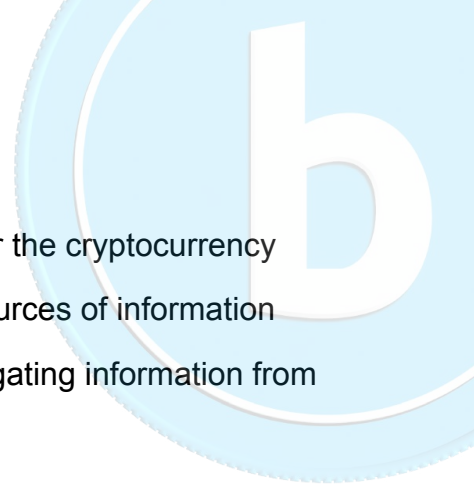 b
r the cryptocurrency
urces of information
gating information from